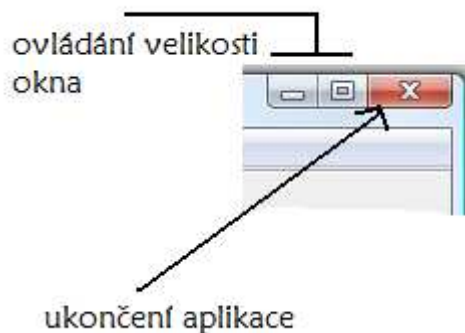 ovládání velikosti
okna
ukončení aplikace